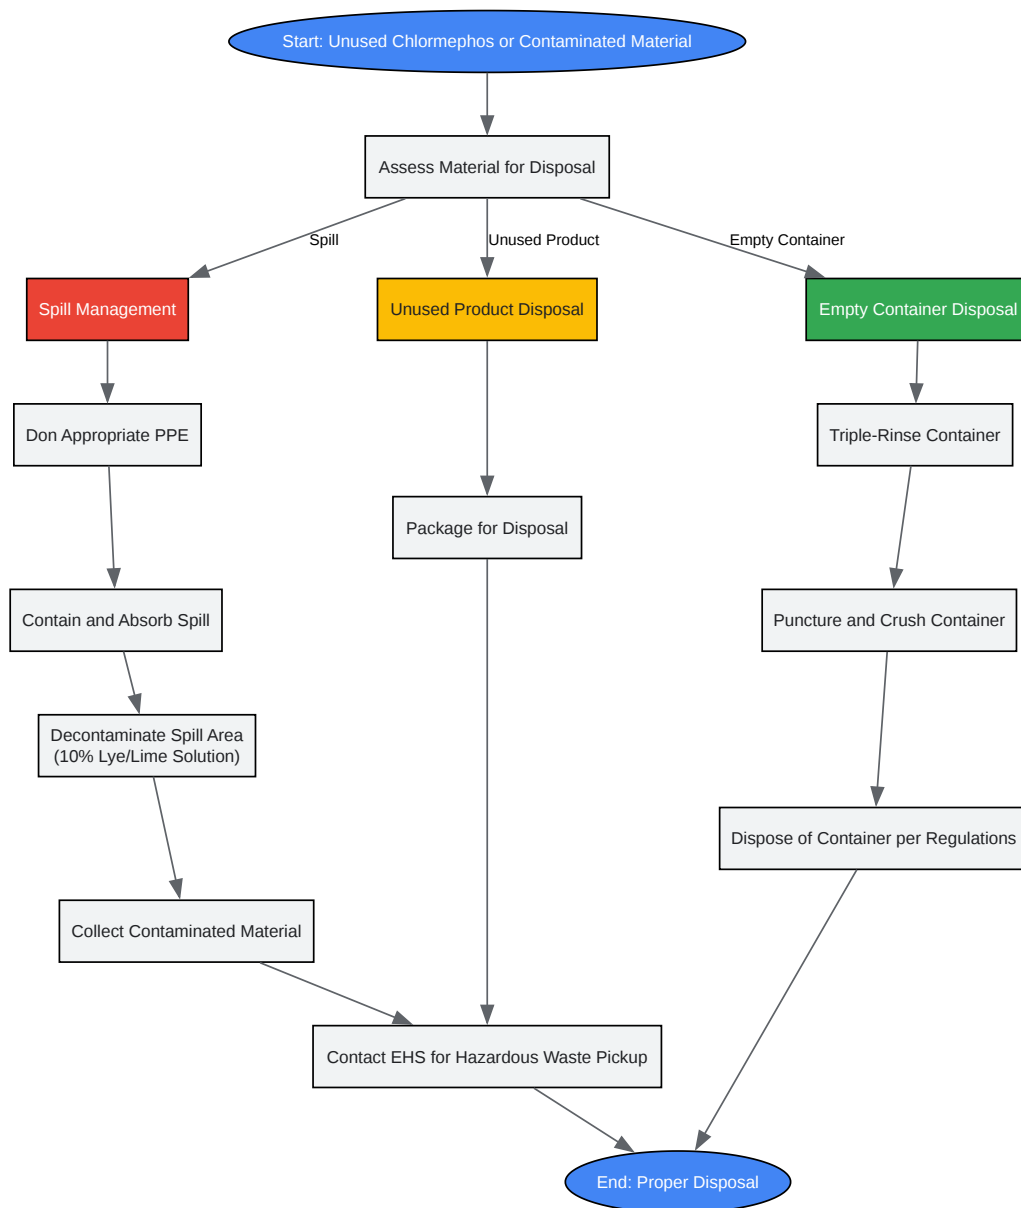 Start: Unused Chlormephos or Contaminated Material
Assess Material for Disposal
Spill
Unused Product
Empty Container
Spill Management
Unused Product Disposal
Empty Container Disposal
Don Appropriate PPE
Triple-Rinse Container
Package for Disposal
Contain and Absorb Spill
Puncture and Crush Container
Decontaminate Spill Area
(10% Lye/Lime Solution)
Dispose of Container per Regulations
Collect Contaminated Material
Contact EHS for Hazardous Waste Pickup
End: Proper Disposal